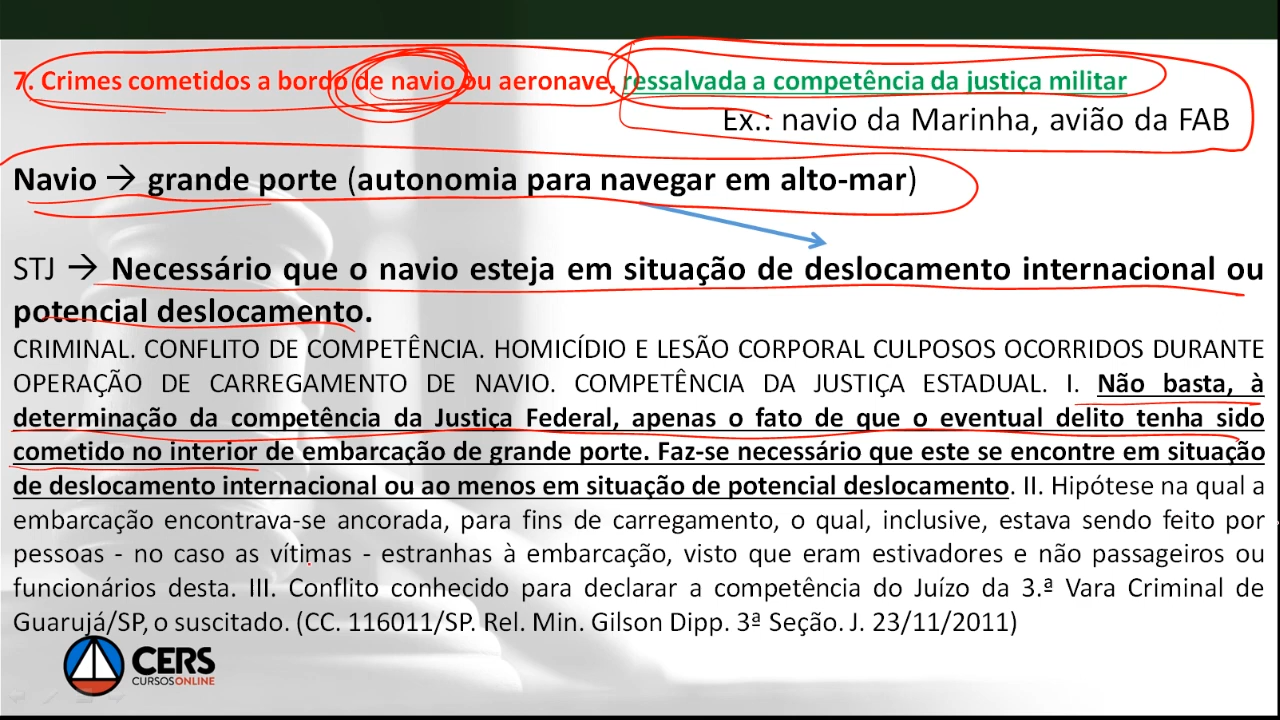 7. Crimes cometidos a bordo de navio ou aeronave, ressalvada a competência da justiça militar
Ex.: navio da Marinha, avião da FAB
Navio → grande porte (autonomia para navegar em alto-mar)
STJ → Necessário que o navio esteja em situação de deslocamento internacional ou
potencial deslocamento.
CRIMINAL. CONFLITO DE COMPETÊNCIA. HOMICÍDIO E LESÃO CORPORAL CULPOSOS OCORRIDOS DURANTE
OPERAÇÃO DE CARREGAMENTO DE NAVIO. COMPETÊNCIA DA JUSTIÇA ESTADUAL. I. Não basta, à
determinação da competência da Justiça Federal, apenas o fato de que o eventual delito tenha sido
cometido no interior de embarcação de grande porte. Faz-se necessário que este se encontre em situação
de deslocamento internacional ou ao menos em situação de potencial deslocamento. II. Hipótese na qual a
embarcação encontrava-se ancorada, para fins de carregamento, o qual, inclusive, estava sendo feito por
pessoas - no caso as vítimas - estranhas à embarcação, visto que eram estivadores e não passageiros ou
funcionários desta. III. Conflito conhecido para declarar a competência do Juízo da 3.ª Vara Criminal de
Guarujá/SP, o suscitado. (CC. 116011/SP. Rel. Min. Gilson Dipp. 3ª Seção. J. 23/11/2011)
CERS
CURSOS ONLINE